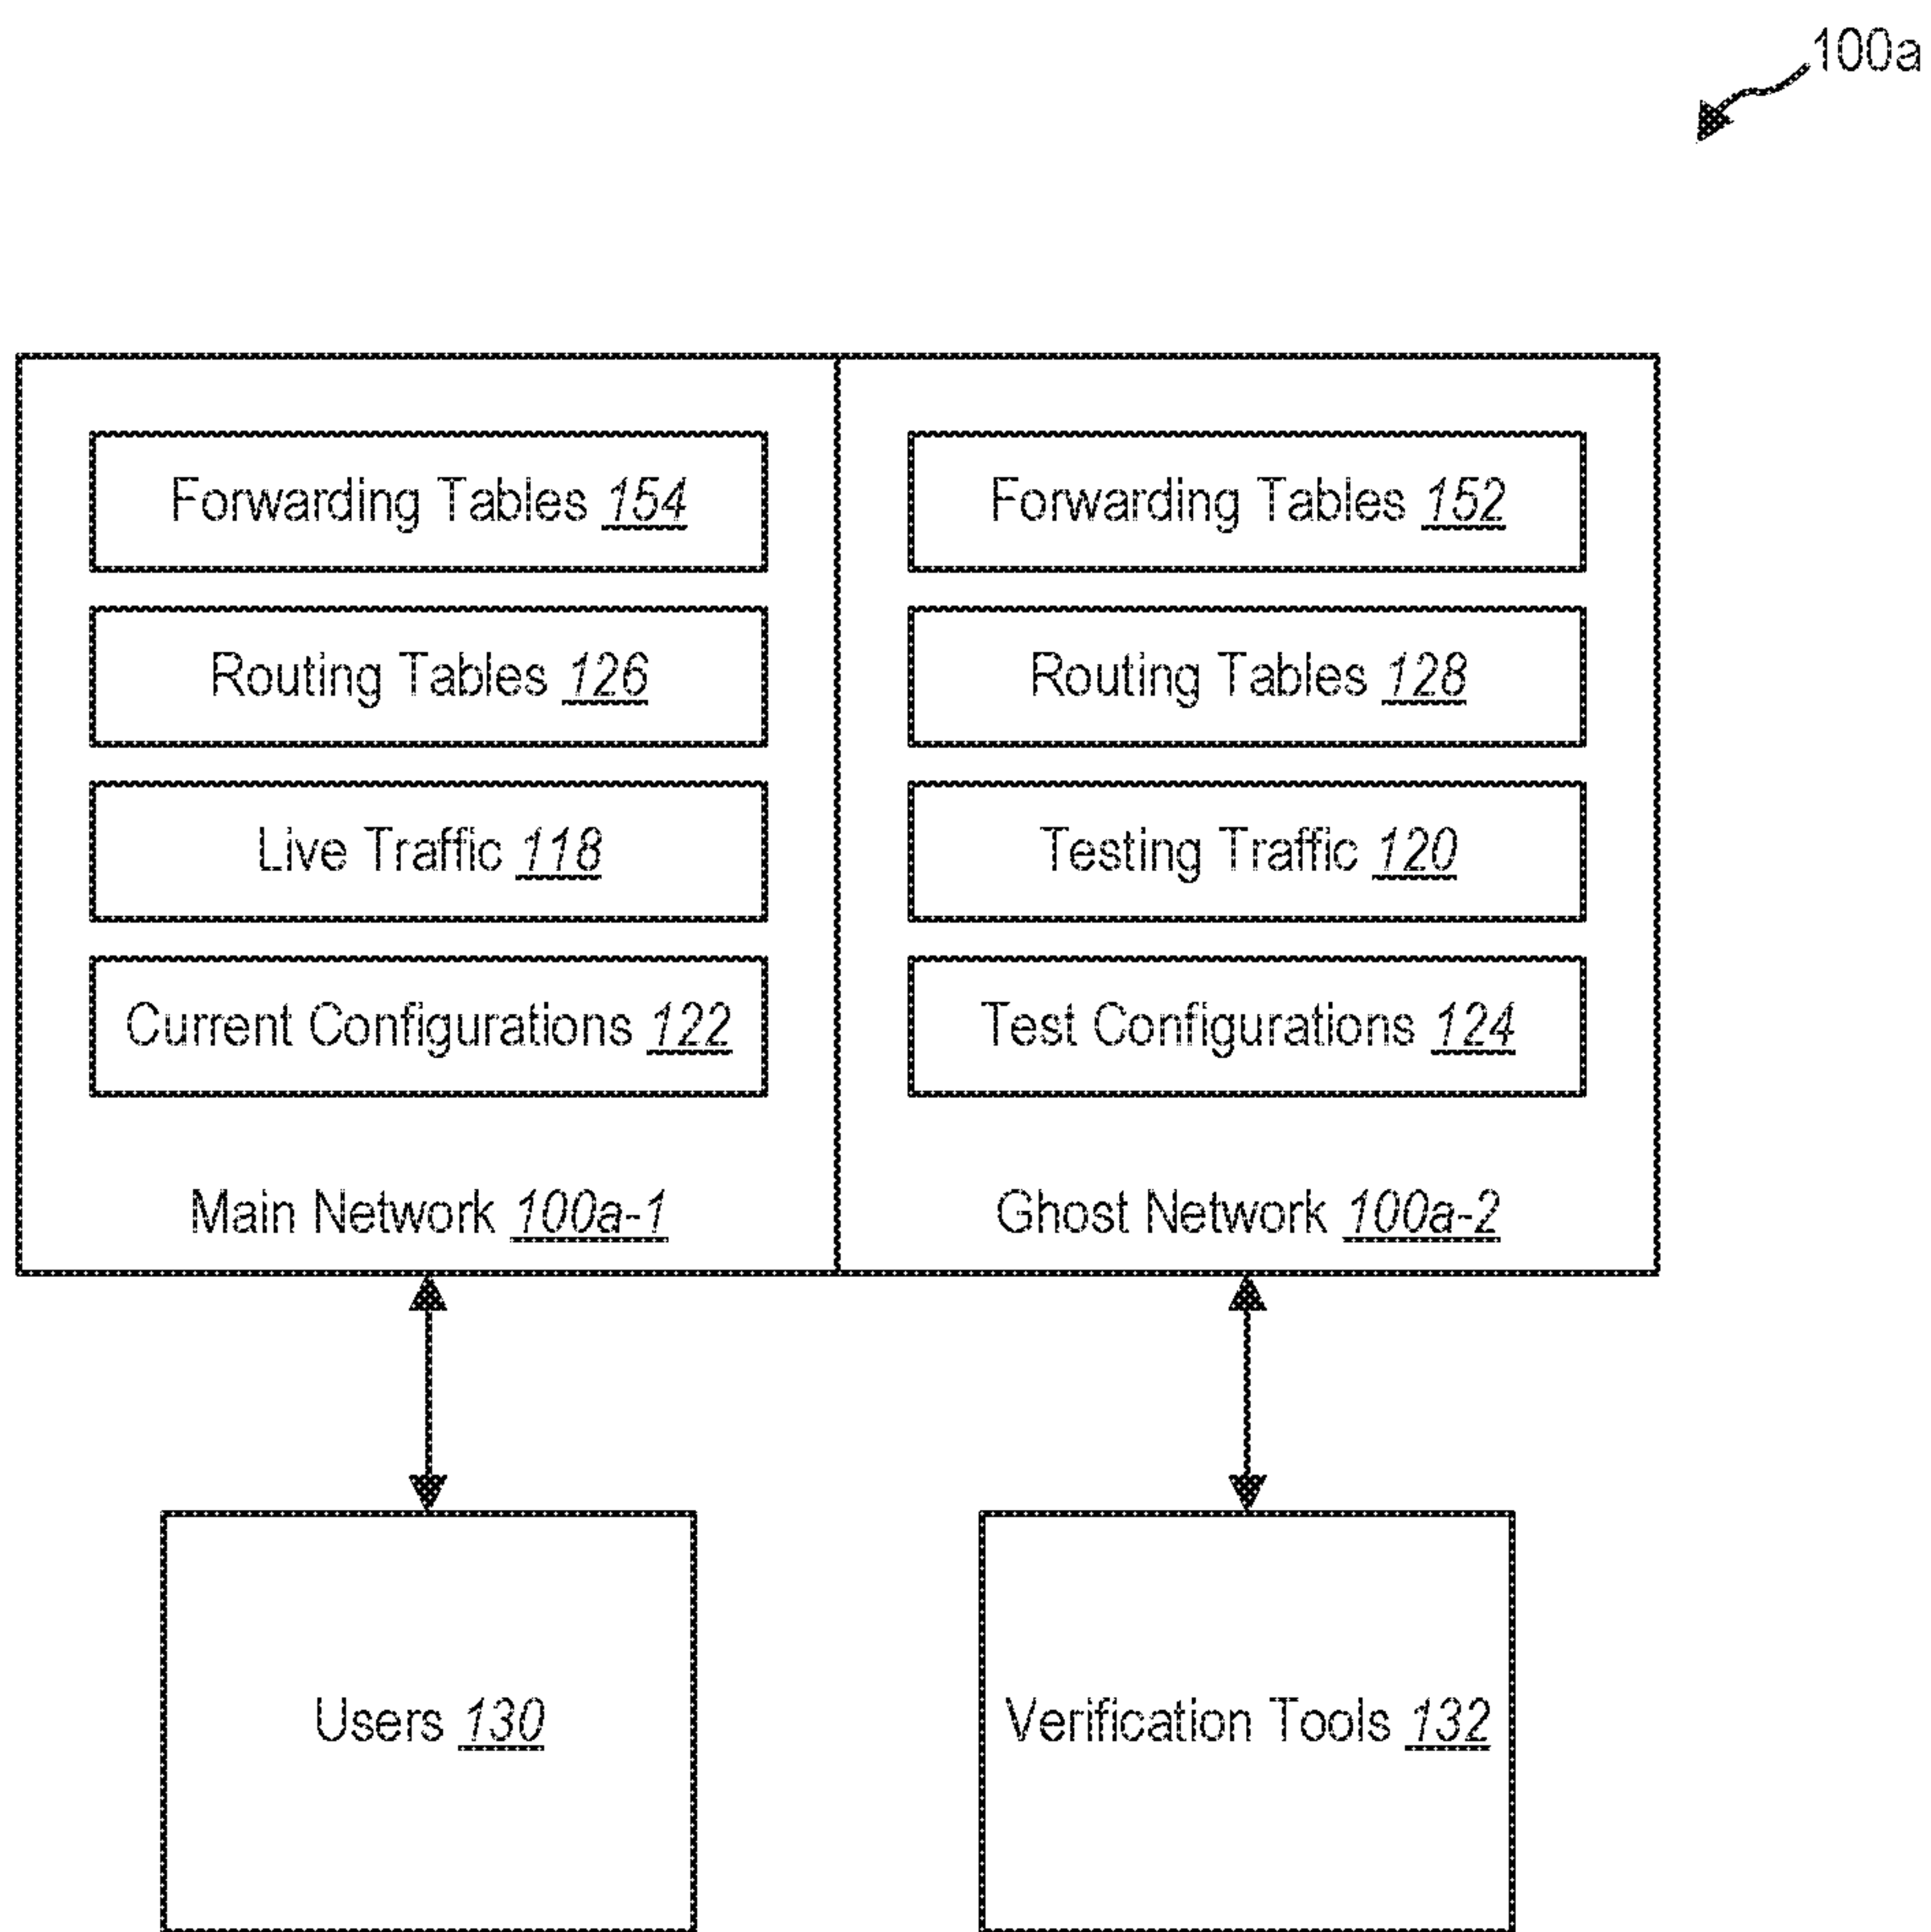 100a
Forwarding Tables 154
Routing Tables 126
Live Traffic 118
Current Configurations 122
Main Network 100a-1
Forwarding Tables 152
Routing Tables 128
Testing Traffic 120
Test Configurations 124
Ghost Network 100a-2
Users 130
Verification Tools 132